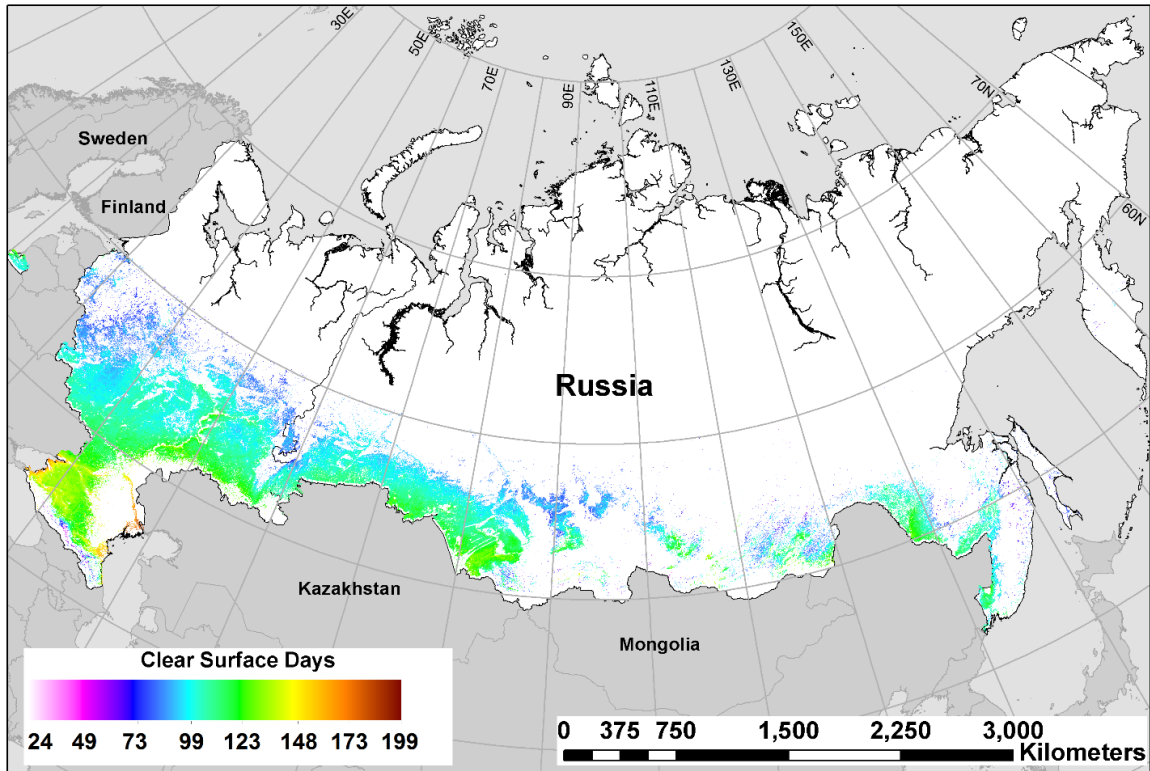 30E
50E
70E
90E
110E
130E
150E
70N
60N
Sweden
Finland
Russia
Kazakhstan
Mongolia
Clear Surface Days
24 49 73 99 123 148 173 199
0 375 750 1,500 2,250 3,000
Kilometers